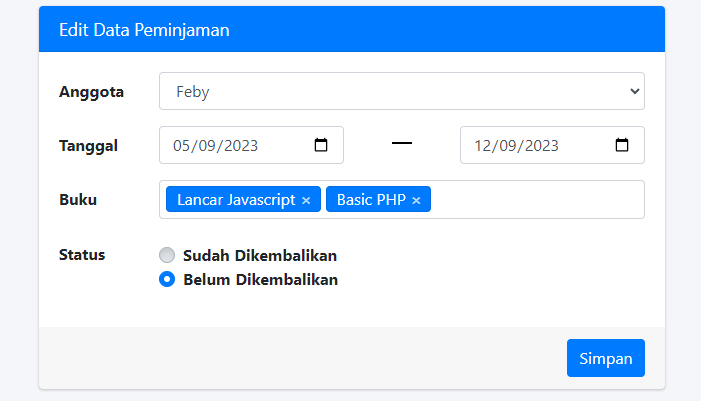 Edit Data Peminjaman
Anggota Feby
Tanggal 05/09/2023 — 12/09/2023
Buku Lancar Javascript × Basic PHP ×
Status Sudah Dikembalikan
Belum Dikembalikan
Simpan